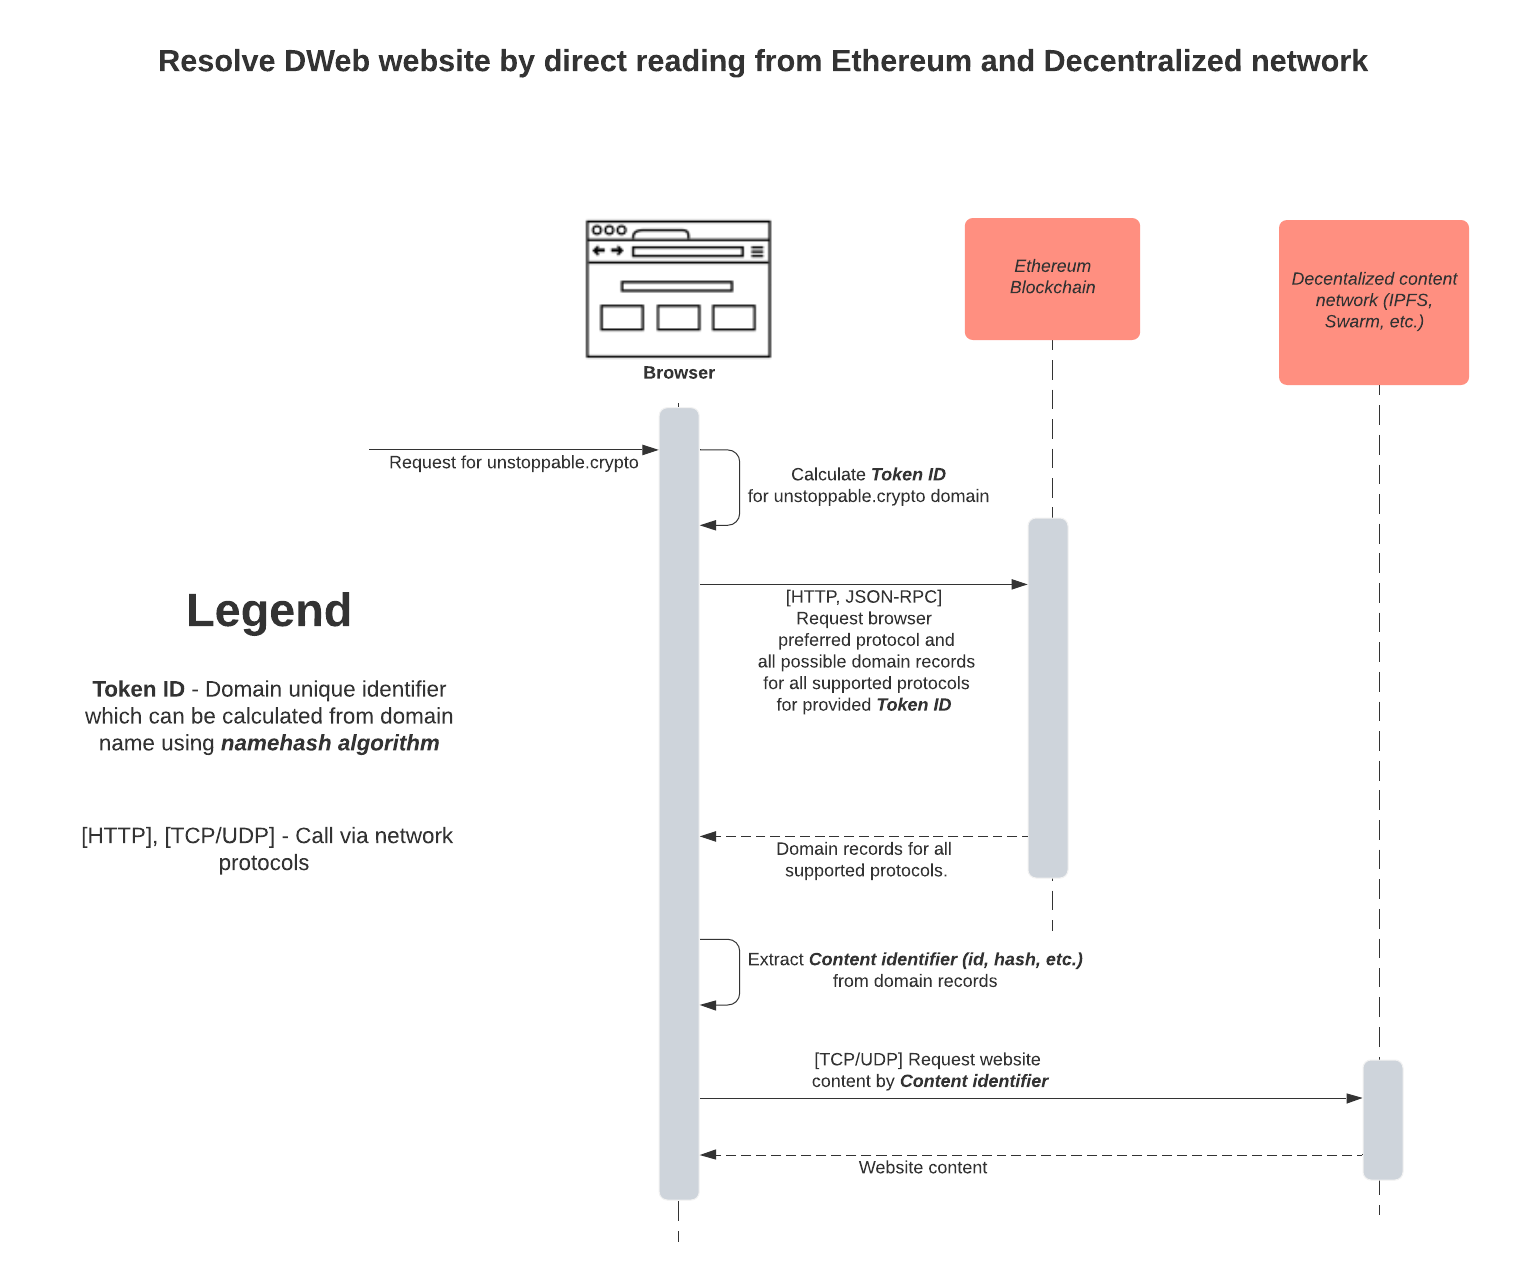 Resolve DWeb website by direct reading from Ethereum and Decentralized network
Browser
Ethereum
Blockchain
Decentalized content
network (IPFS,
Swarm, etc.)
Request for unstoppable.crypto
Calculate Token ID
for unstoppable.crypto domain
[HTTP, JSON-RPC]
Request browser
preferred protocol and
all possible domain records
for all supported protocols
for provided Token ID
Legend
Token ID - Domain unique identifier
which can be calculated from domain
name using namehash algorithm
[HTTP], [TCP/UDP] - Call via network
protocols
Domain records for all
supported protocols.
Extract Content identifier (id, hash, etc.)
from domain records
[TCP/UDP] Request website
content by Content identifier
Website content